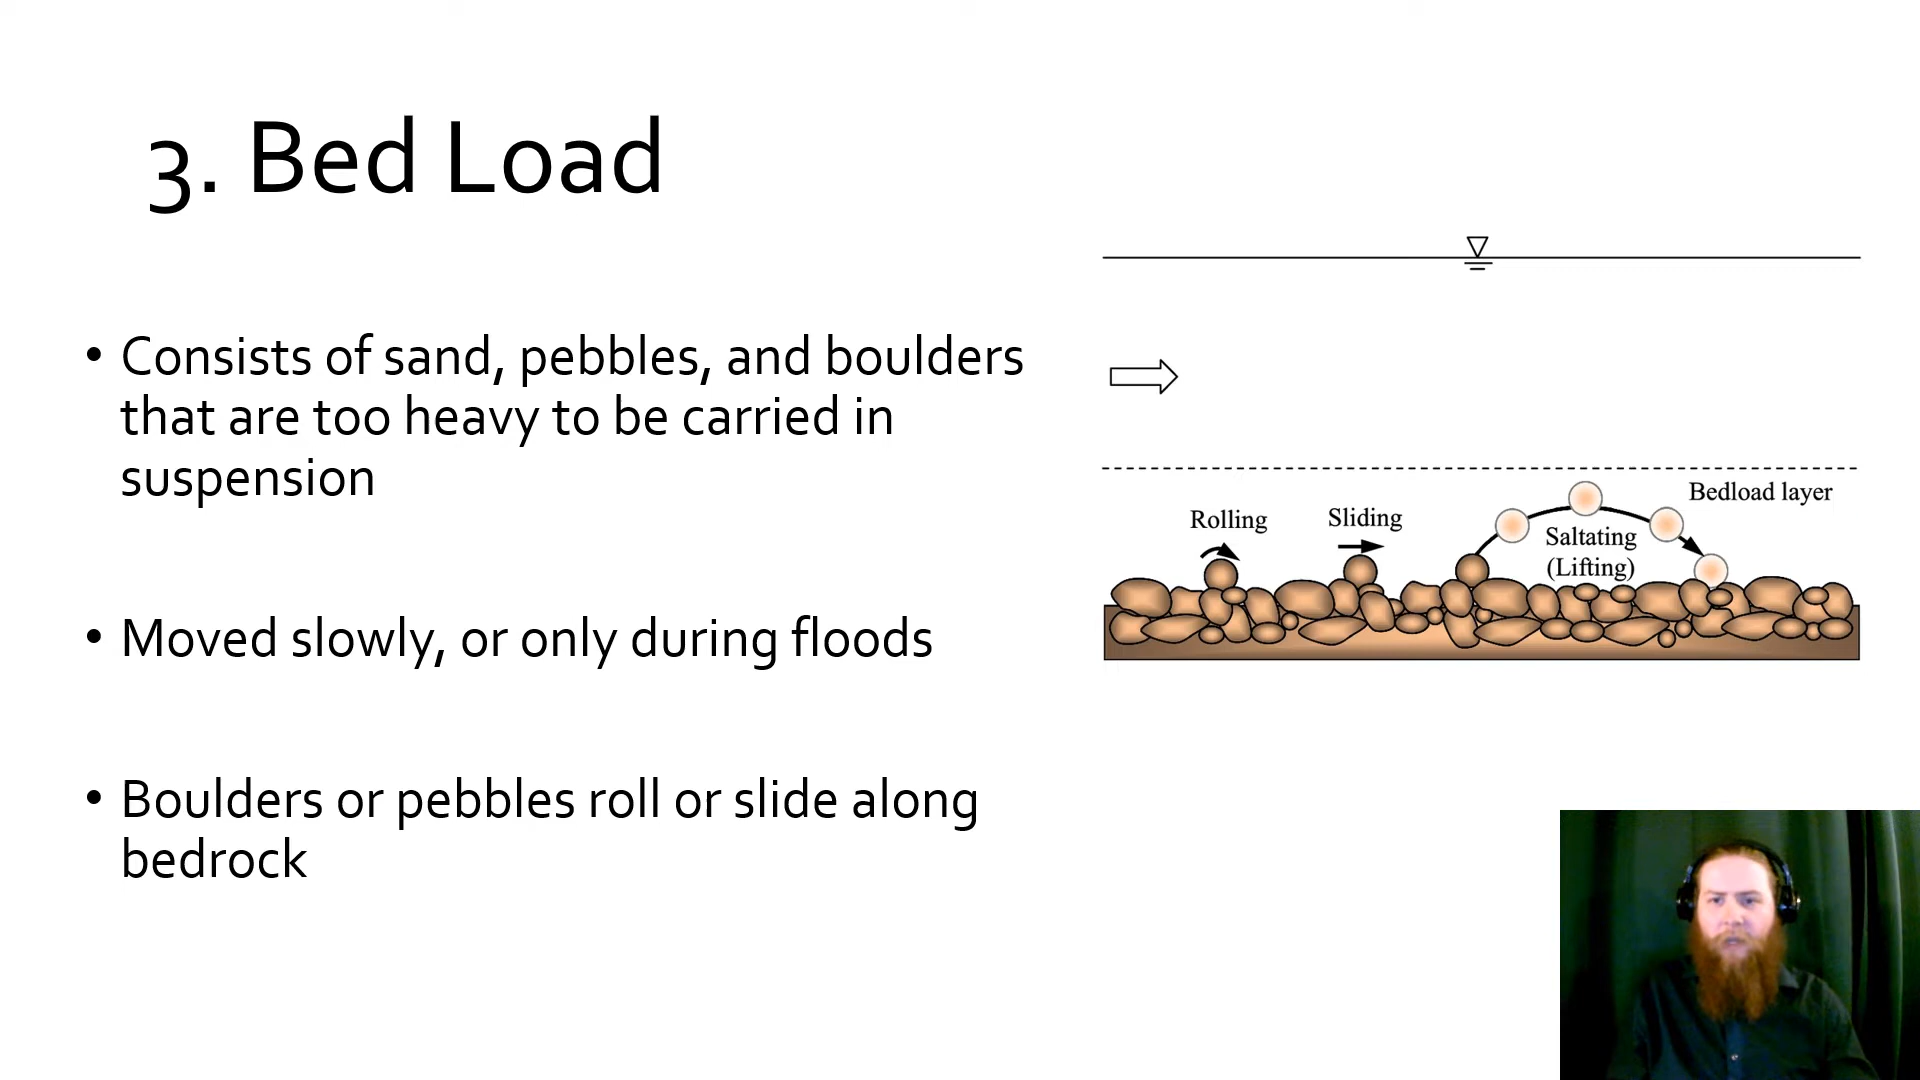 3. Bed Load
• Consists of sand, pebbles, and boulders
that are too heavy to be carried in
suspension
• Moved slowly, or only during floods
• Boulders or pebbles roll or slide along
bedrock
Bedload layer
Rolling
Sliding
Saltating
(Lifting)